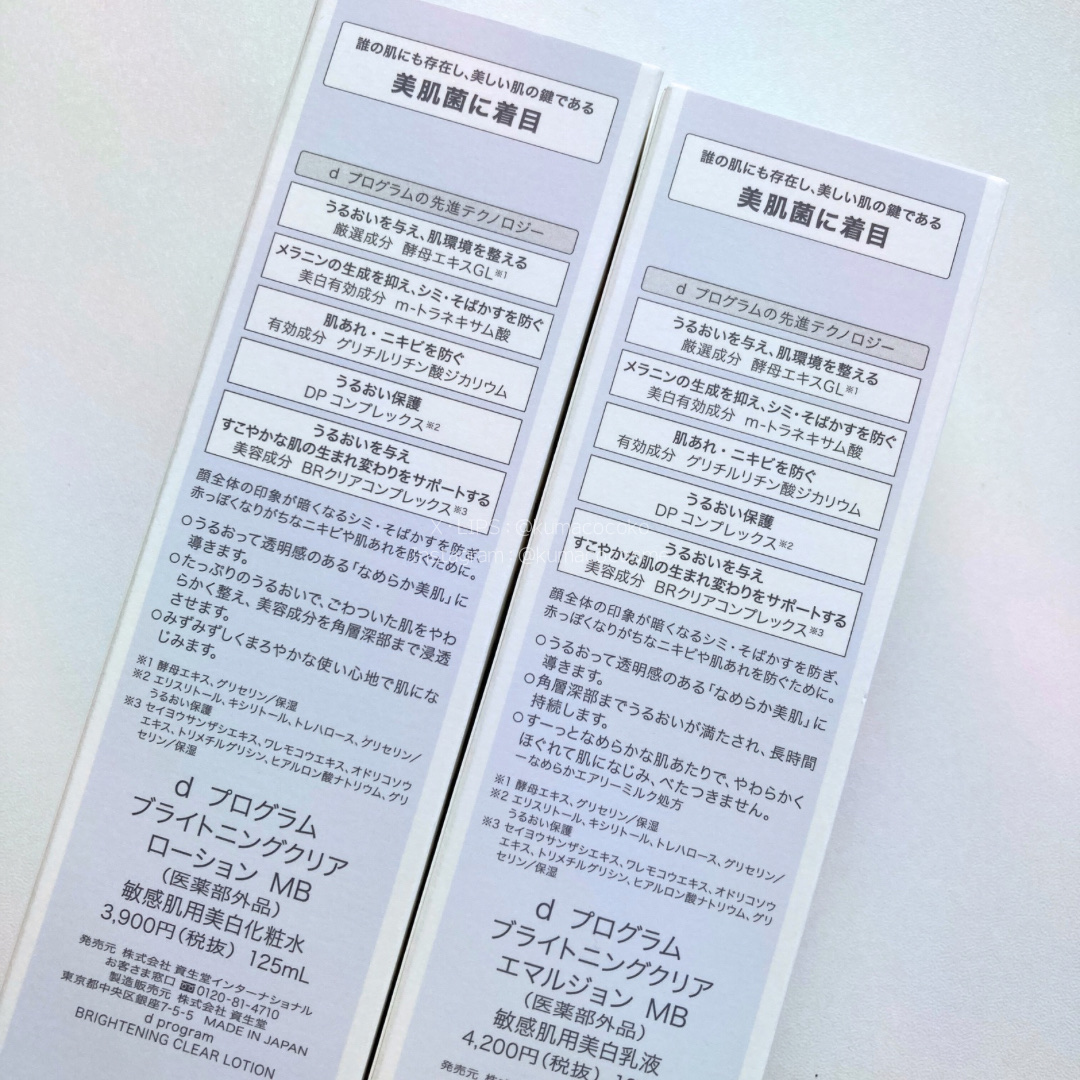 誰の肌にも存在し、美しい肌の鍵である
美肌菌に着目
d プログラムの先進テクノロジー
うるおいを与え、肌環境を整える
厳選成分 酵母エキスGL※1
メラニンの生成を抑え、シミ・そばかすを防ぐ
美白有効成分 m-トラネキサム酸
肌あれ・ニキビを防ぐ
有効成分 グリチルリチン酸ジカリウム
うるおい保護
DP コンプレックス※2
うるおいを与え
すこやかな肌の生まれ変わりをサポートする
美容成分 BRクリアコンプレックス※3
顔全体の印象が暗くなるシミ・そばかすを防ぎ、
赤っぽくなりがちなニキビや肌あれを防ぐために。
○うるおって透明感のある「なめらか美肌」に
導きます。
○たっぷりのうるおいで、ごわついた肌をやわ
らかく整え、美容成分を角層深部まで浸透
させます。
○みずみずしくまろやかな使い心地で肌にな
じみます。
※1 酵母エキス、グリセリン/保湿
※2 エリスリトール、キシリトール、トレハロース、グリセリン/
うるおい保護
※3 セイヨウサンザシエキス、ワレモコウエキス、オドリコソウ
エキス、トリメチルグリシン、ヒアルロン酸ナトリウム、グリ
セリン/保湿
d プログラム
ブライトニングクリア
ローション MB
(医薬部外品)
敏感肌用美白化粧水
3,900円(税抜) 125mL
発売元 株式会社 資生堂インターナショナル
お客さま窓口 0120-81-4710
製造販売元 株式会社 資生堂
東京都中央区銀座7-5-5 MADE IN JAPAN
d program
BRIGHTENING CLEAR LOTION
誰の肌にも存在し、美しい肌の鍵である
美肌菌に着目
d プログラムの先進テクノロジー
うるおいを与え、肌環境を整える
厳選成分 酵母エキスGL※1
メラニンの生成を抑え、シミ・そばかすを防ぐ
美白有効成分 m-トラネキサム酸
肌あれ・ニキビを防ぐ
有効成分 グリチルリチン酸ジカリウム
うるおい保護
DP コンプレックス※2
うるおいを与え
すこやかな肌の生まれ変わりをサポートする
美容成分 BRクリアコンプレックス※3
顔全体の印象が暗くなるシミ・そばかすを防ぎ、
赤っぽくなりがちなニキビや肌あれを防ぐために。
○うるおって透明感のある「なめらか美肌」に
導きます。
○角層深部までうるおいが満たされ、長時間
持続します。
○すーっとなめらかな肌あたりで、やわらかく
ほぐれて肌になじみ、べたつきません。
ーなめらかエアリーミルク処方
※1 酵母エキス、グリセリン/保湿
※2 エリスリトール、キシリトール、トレハロース、グリセリン/
うるおい保護
※3 セイヨウサンザシエキス、ワレモコウエキス、オドリコソウ
エキス、トリメチルグリシン、ヒアルロン酸ナトリウム、グリ
セリン/保湿
d プログラム
ブライトニングクリア
エマルジョン MB
(医薬部外品)
敏感肌用美白乳液
4,200円(税抜)
発売元 株式会社 資
X , LIPS : @kumacocoko